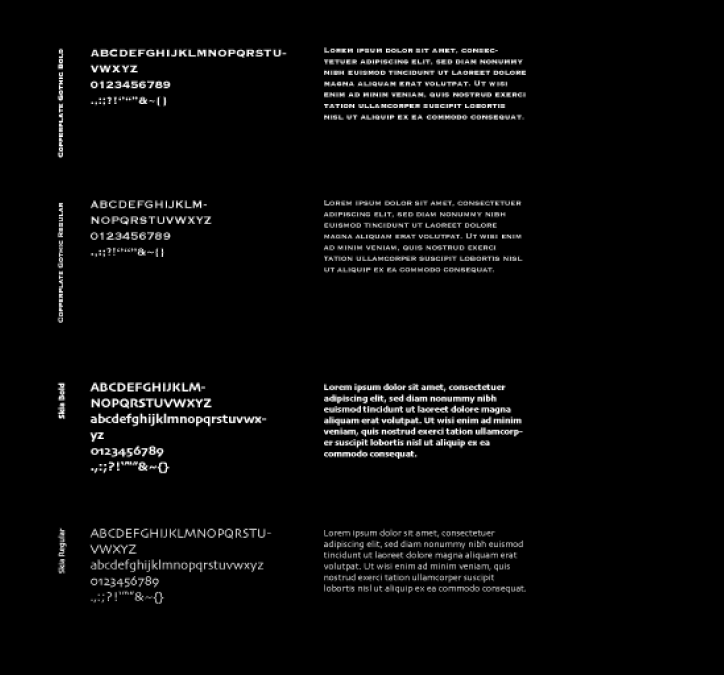 Copperplate Gothic Bold
ABCDEFGHIJKLMNOPQRSTU-
VWXYZ
0123456789
.,:;?!‘’“”&~{}
Lorem ipsum dolor sit amet, consec-
tetuer adipiscing elit, sed diam nonummy
nibh euismod tincidunt ut laoreet dolore
magna aliquam erat volutpat. Ut wisi
enim ad minim veniam, quis nostrud exerci
tation ullamcorper suscipit lobortis
nisl ut aliquip ex ea commodo consequat.
Copperplate Gothic Regular
ABCDEFGHIJKLM-
NOPQRSTUVWXYZ
0123456789
.,:;?!‘’“”&~{}
Lorem ipsum dolor sit amet, consectetuer
adipiscing elit, sed diam nonummy nibh
euismod tincidunt ut laoreet dolore
magna aliquam erat volutpat. Ut wisi enim
ad minim veniam, quis nostrud exerci
tation ullamcorper suscipit lobortis nisl
ut aliquip ex ea commodo consequat.
Skia Bold
ABCDEFGHIJKLM-
NOPQRSTUVWXYZ
abcdefghijklmnopqrstuvwx-
yz
0123456789
.,:;?!‘’“”&~{}
Lorem ipsum dolor sit amet, consectetuer
adipiscing elit, sed diam nonummy nibh
euismod tincidunt ut laoreet dolore magna
aliquam erat volutpat. Ut wisi enim ad minim
veniam, quis nostrud exerci tation ullamcorp-
er suscipit lobortis nisl ut aliquip ex ea
commodo consequat.
Skia Regular
ABCDEFGHIJKLMNOPQRSTU-
VWXYZ
abcdefghijklmnopqrstuvwxyz
0123456789
.,:;?!‘’“”&~{}
Lorem ipsum dolor sit amet, consectetuer
adipiscing elit, sed diam nonummy nibh euismod
tincidunt ut laoreet dolore magna aliquam erat
volutpat. Ut wisi enim ad minim veniam, quis
nostrud exerci tation ullamcorper suscipit
lobortis nisl ut aliquip ex ea commodo consequat.